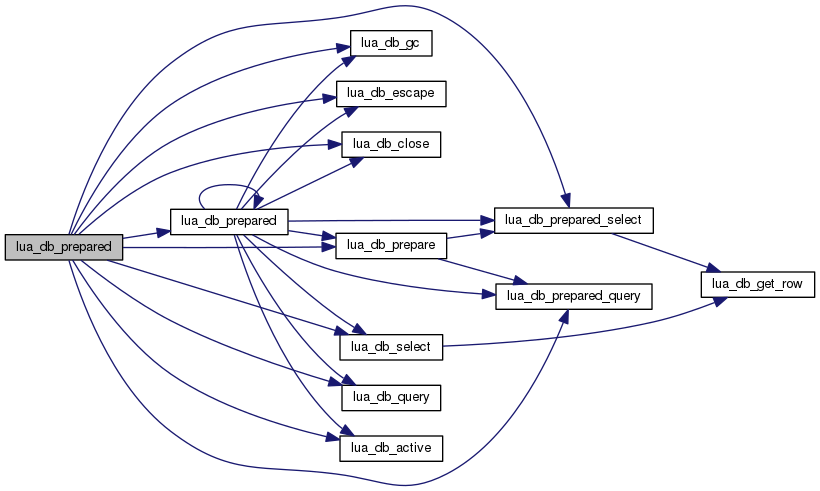 lua_db_gc
lua_db_escape
lua_db_close
lua_db_prepared
lua_db_prepared
lua_db_prepared_select
lua_db_prepare
lua_db_get_row
lua_db_prepared_query
lua_db_select
lua_db_query
lua_db_active